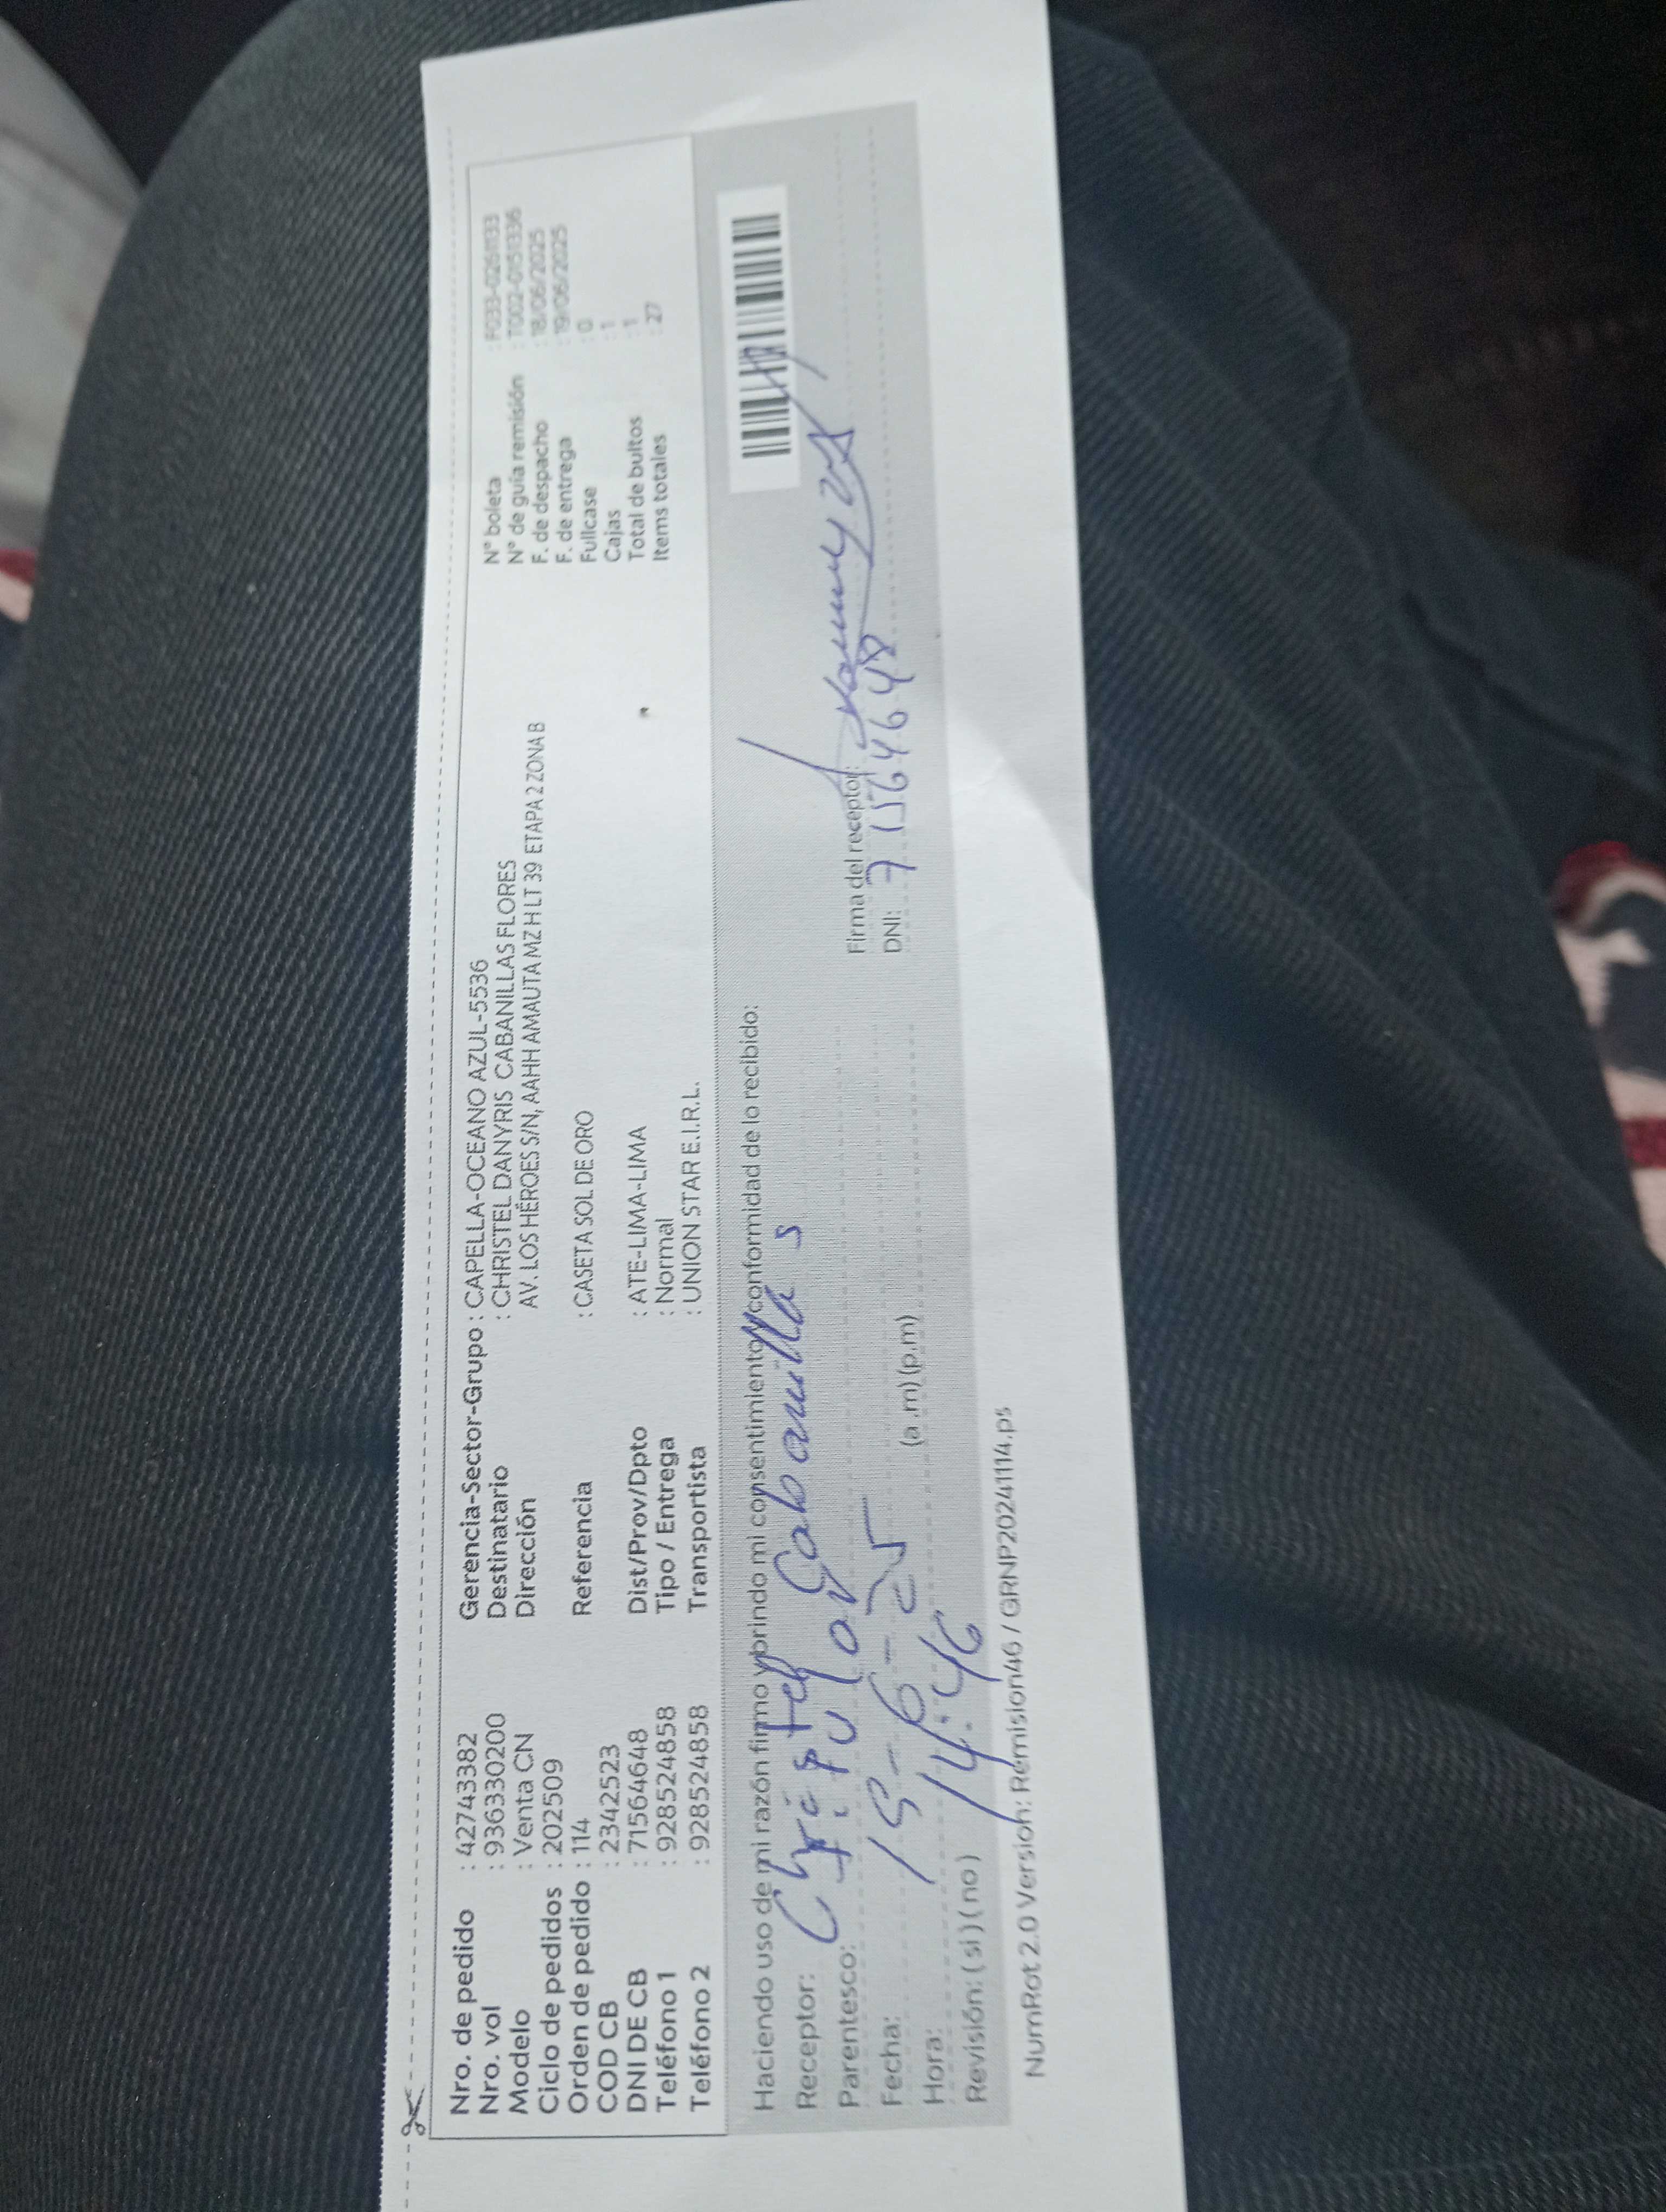 Nro. de pedido : 427743382
Nro. vol : 936330200
Modelo : Venta CN
Ciclo de pedidos : 202509
Orden de pedido : 114
COD CB : 2342523
DNI DE CB : 71564648
Teléfono 1 : 928524858
Teléfono 2 : 928524858
Gerencia-Sector-Grupo : CAPELLA-OCEANO AZUL-5536
Destinatario : CHRISTEL DANYRIS CABANILLAS FLORES
Dirección AV. LOS HÉROES S/N, AAHH AMAUTA MZ H LT 39 ETAPA 2 ZONA B
Referencia : CASETA SOL DE ORO
Dist/Prov/Dpto : ATE-LIMA-LIMA
Tipo / Entrega : Normal
Transportista : UNION STAR E.I.R.L.
N° boleta : F033-0261133
N° de guía remisión : T002-0151336
F. de despacho : 18/06/2025
F. de entrega : 19/06/2025
Fullcase : 0
Cajas : 1
Total de bultos : 1
Items totales : 27
Haciendo uso de mi razón firmo y brindo mi consentimiento y conformidad de lo recibido:
Receptor: Christel Cabanillas
Parentesco: Titular
Fecha: 19-6-25
Hora: 14:46 (a.m) (p.m)
Revisión: ( si ) ( no )
Firma del receptor:
DNI: 71564648
NumRot 2.0 Version: Remision46 / GRNP20241114.ps